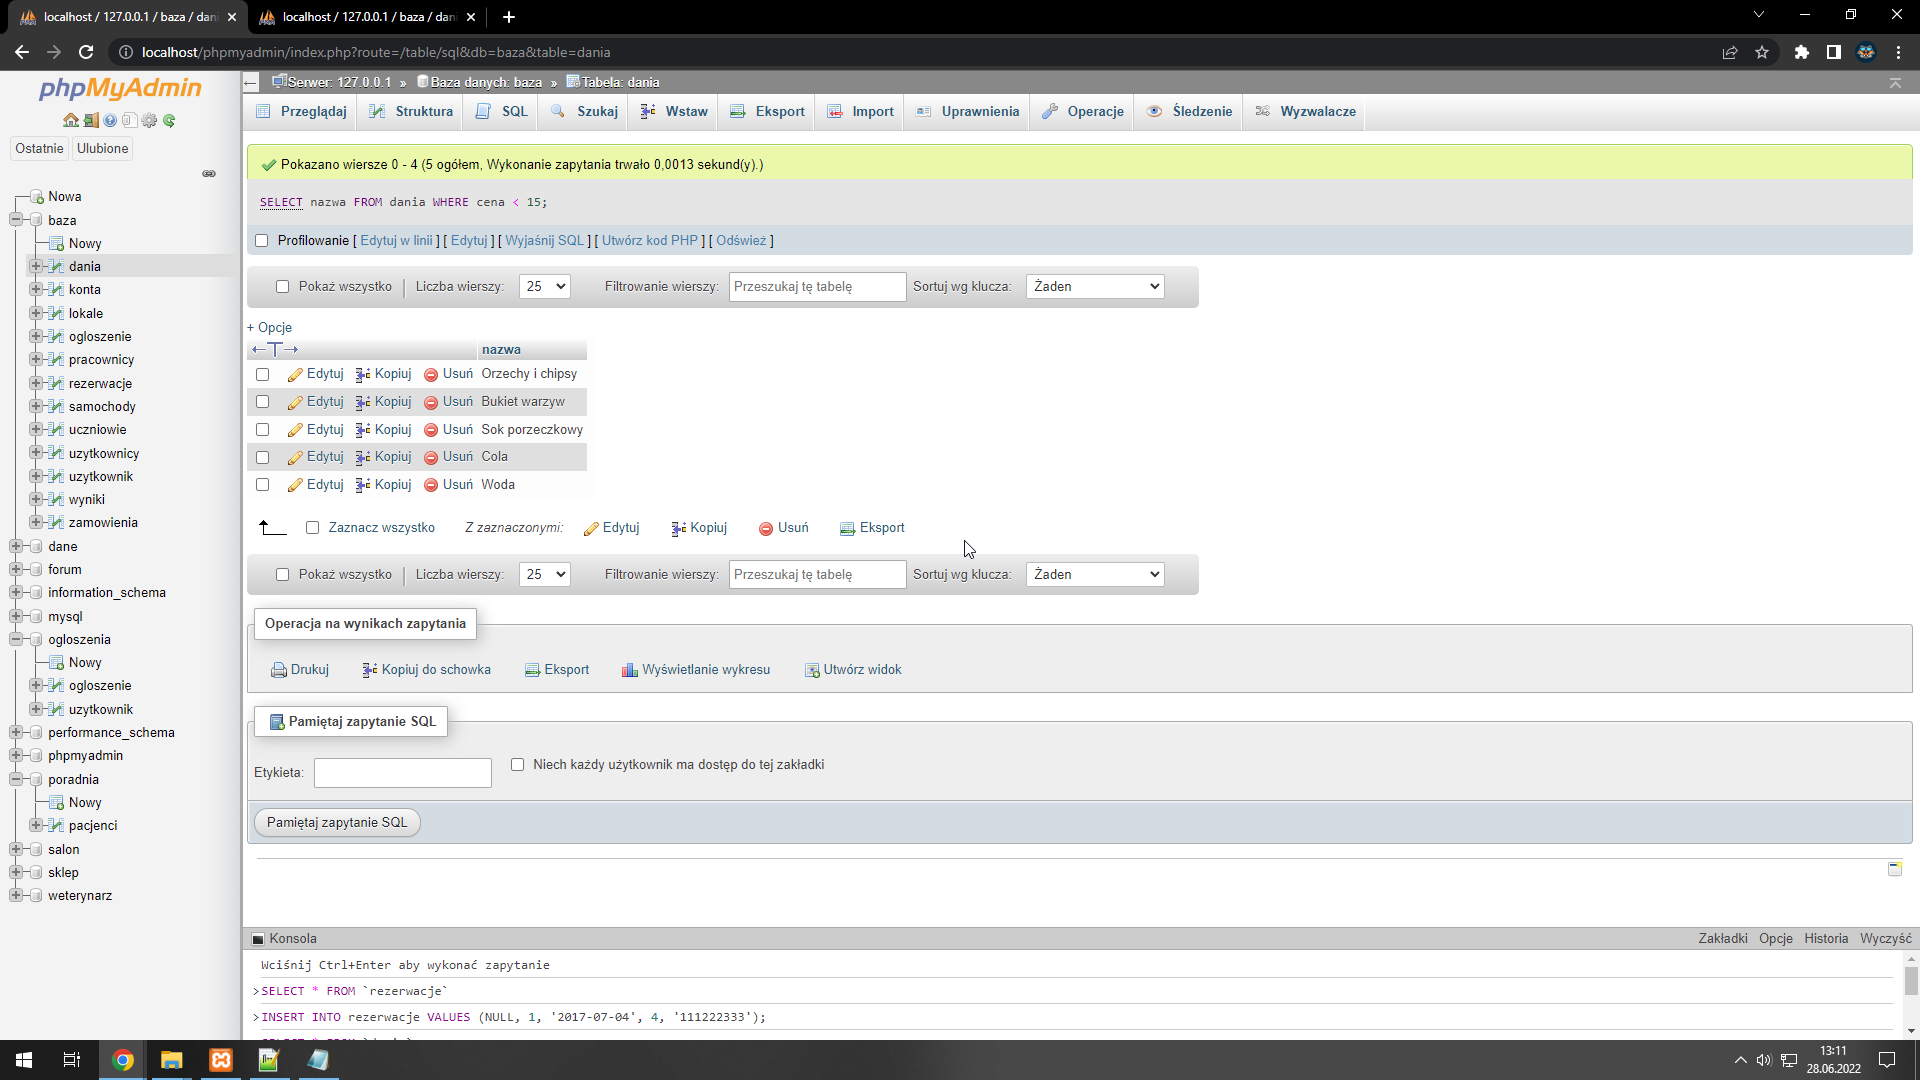 localhost / 127.0.0.1 / baza / dani
localhost / 127.0.0.1 / baza / dani
localhost/phpmyadmin/index.php?route=/table/sql&db=baza&table=dania
phpMyAdmin
Ostatnie
Ulubione
Nowa
baza
Nowy
dania
konta
lokale
ogloszenie
pracownicy
rezerwacje
samochody
uczniowie
uzytkownicy
uzytkownik
wyniki
zamowienia
dane
forum
information_schema
mysql
ogloszenia
Nowy
ogloszenie
uzytkownik
performance_schema
phpmyadmin
poradnia
Nowy
pacjenci
salon
sklep
weterynarz
Serwer: 127.0.0.1 » Baza danych: baza » Tabela: dania
Przeglądaj Struktura SQL Szukaj Wstaw Eksport Import Uprawnienia Operacje Śledzenie Wyzwalacze
Pokazano wiersze 0 - 4 (5 ogółem, Wykonanie zapytania trwało 0,0013 sekund(y).)
SELECT nazwa FROM dania WHERE cena < 15;
Profilowanie [ Edytuj w linii ] [ Edytuj ] [ Wyjaśnij SQL ] [ Utwórz kod PHP ] [ Odśwież ]
Pokaż wszystko | Liczba wierszy: 25 Filtrowanie wierszy: Przeszukaj tę tabelę Sortuj wg klucza: Żaden
+ Opcje
←T→ nazwa
Edytuj Kopiuj Usuń Orzechy i chipsy
Edytuj Kopiuj Usuń Bukiet warzyw
Edytuj Kopiuj Usuń Sok porzeczkowy
Edytuj Kopiuj Usuń Cola
Edytuj Kopiuj Usuń Woda
Zaznacz wszystko Z zaznaczonymi: Edytuj Kopiuj Usuń Eksport
Pokaż wszystko | Liczba wierszy: 25 Filtrowanie wierszy: Przeszukaj tę tabelę Sortuj wg klucza: Żaden
Operacja na wynikach zapytania
Drukuj Kopiuj do schowka Eksport Wyświetlanie wykresu Utwórz widok
Pamiętaj zapytanie SQL
Etykieta: Niech każdy użytkownik ma dostęp do tej zakładki
Pamiętaj zapytanie SQL
Konsola Zakładki Opcje Historia Wyczyść
Wciśnij Ctrl+Enter aby wykonać zapytanie
>SELECT * FROM `rezerwacje`
>INSERT INTO rezerwacje VALUES (NULL, 1, '2017-07-04', 4, '111222333');
13:11
28.06.2022